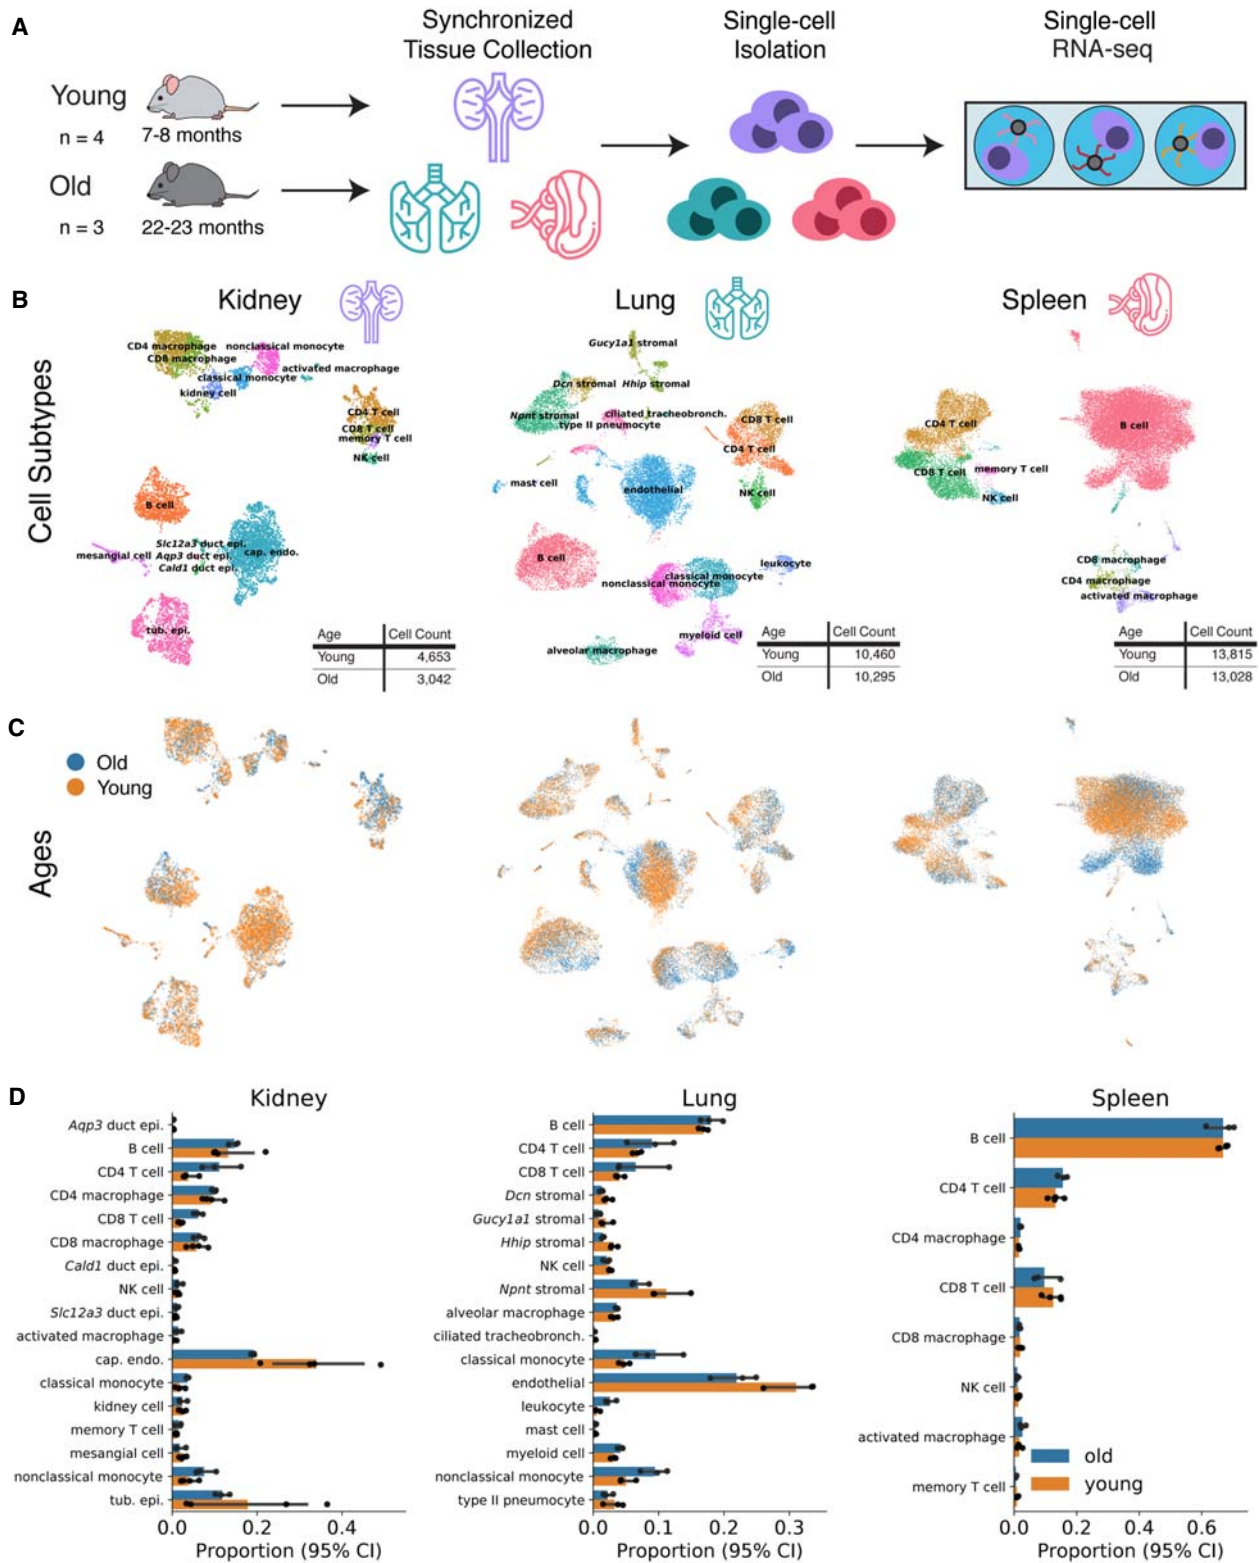 A
Synchronized
Tissue Collection
Single-cell
Isolation
Single-cell
RNA-seq
Young
n = 4
7-8 months
Old
n = 3
22-23 months
B
Cell Subtypes
Kidney
CD4 macrophage
CD8 macrophage
nonclassical monocyte
activated macrophage
classical monocyte
kidney cell
CD4 T cell
CD8 T cell
memory T cell
NK cell
B cell
Slc12a3 duct epi.
mesangial cell
Aqp3 duct epi.
cap. endo.
Cald1 duct epi.
tub. epi.
Age Cell Count
Young 4,653
Old 3,042
Lung
Gucy1a1 stromal
Dcn stromal
Hhip stromal
Npnt stromal
ciliated tracheobronch.
type II pneumocyte
CD8 T cell
CD4 T cell
mast cell
endothelial
NK cell
B cell
classical monocyte
nonclassical monocyte
leukocyte
myeloid cell
alveolar macrophage
Age Cell Count
Young 10,460
Old 10,295
Spleen
CD4 T cell
B cell
CD8 T cell
memory T cell
NK cell
CD8 macrophage
CD4 macrophage
activated macrophage
Age Cell Count
Young 13,815
Old 13,028
C
Ages
Old
Young
D
Kidney
Aqp3 duct epi.
B cell
CD4 T cell
CD4 macrophage
CD8 T cell
CD8 macrophage
Cald1 duct epi.
NK cell
Slc12a3 duct epi.
activated macrophage
cap. endo.
classical monocyte
kidney cell
memory T cell
mesangial cell
nonclassical monocyte
tub. epi.
0.0 0.2 0.4
Proportion (95% CI)
Lung
B cell
CD4 T cell
CD8 T cell
Dcn stromal
Gucy1a1 stromal
Hhip stromal
NK cell
Npnt stromal
alveolar macrophage
ciliated tracheobronch.
classical monocyte
endothelial
leukocyte
mast cell
myeloid cell
nonclassical monocyte
type II pneumocyte
0.0 0.1 0.2 0.3
Proportion (95% CI)
Spleen
B cell
CD4 T cell
CD4 macrophage
CD8 T cell
CD8 macrophage
NK cell
activated macrophage
memory T cell
old
young
0.0 0.2 0.4 0.6
Proportion (95% CI)